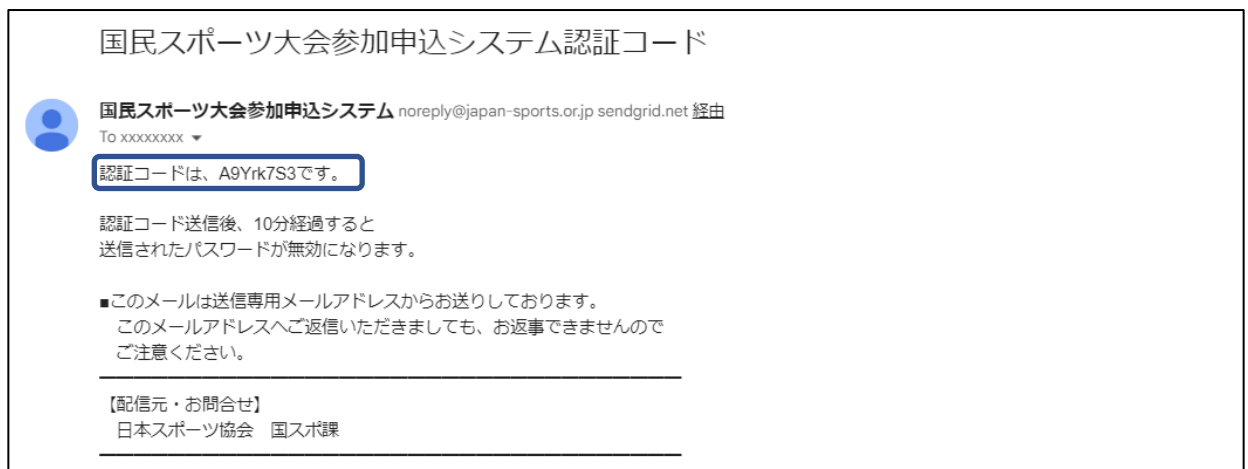 国民スポーツ大会参加申込システム認証コード
国民スポーツ大会参加申込システム noreply@japan-sports.or.jp sendgrid.net 経由
To xxxxxxxx ▼
認証コードは、A9Yrk7S3です。
認証コード送信後、10分経過すると
送信されたパスワードが無効になります。
■このメールは送信専用メールアドレスからお送りしております。
このメールアドレスへご返信いただきましても、お返事できませんので
ご注意ください。
【配信元・お問合せ】
日本スポーツ協会 国スポ課